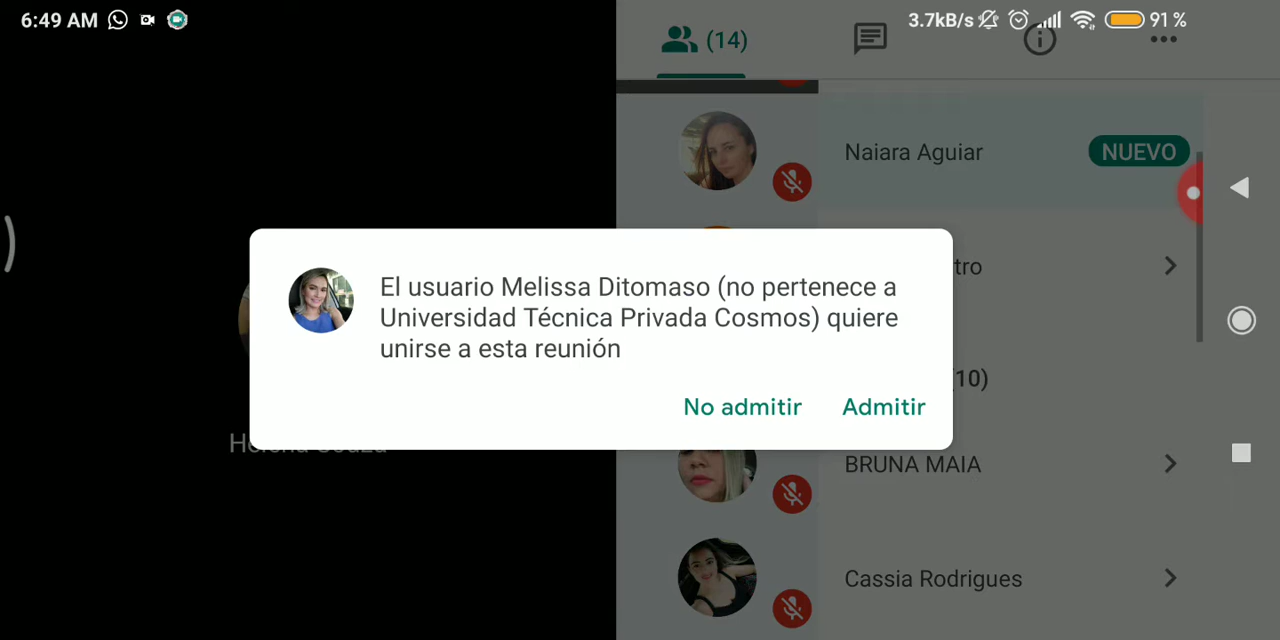 6:49 AM
3.7kB/s
91%
(14)
Naiara Aguiar
NUEVO
tro
El usuario Melissa Ditomaso (no pertenece a
Universidad Técnica Privada Cosmos) quiere
unirse a esta reunión
No admitir
Admitir
(10)
BRUNA MAIA
Cassia Rodrigues